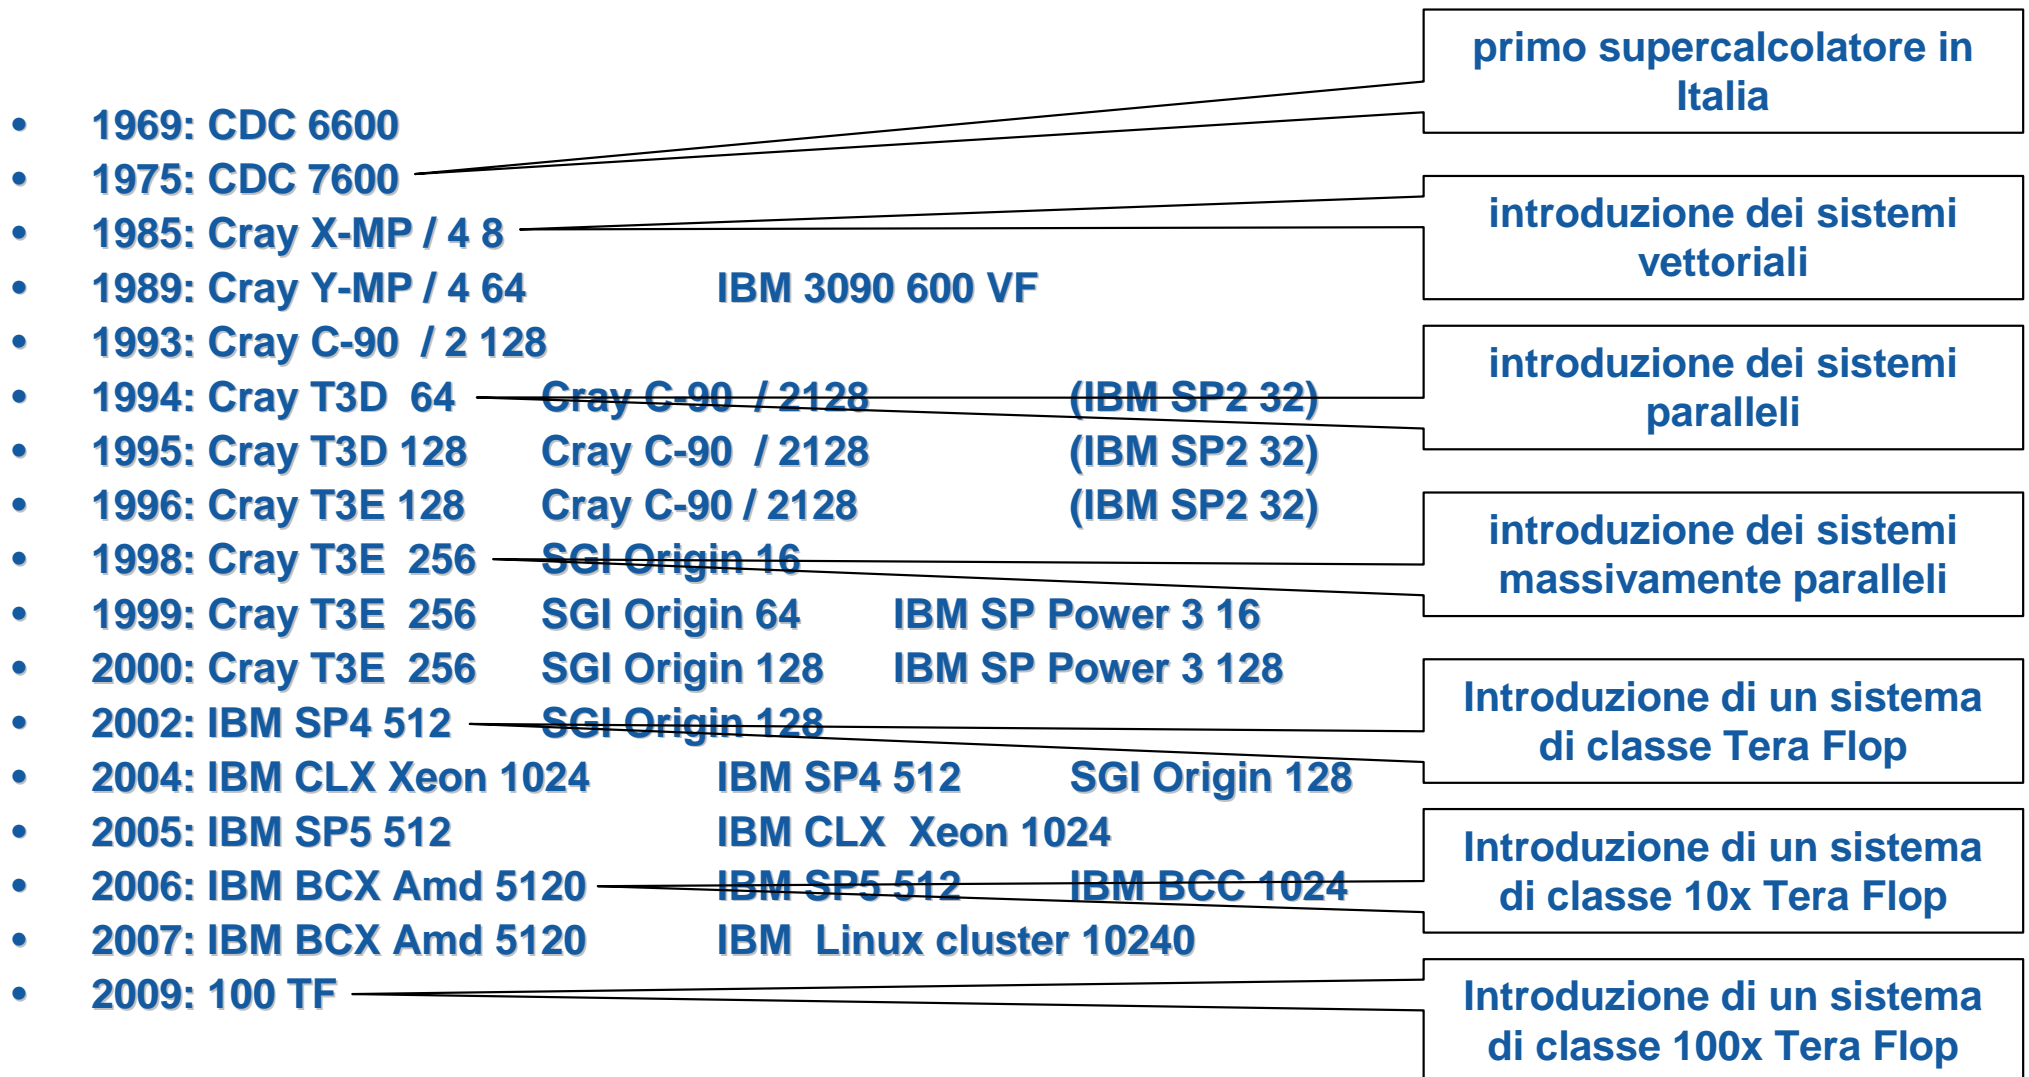 • 1969: CDC 6600
• 1975: CDC 7600
• 1985: Cray X-MP / 4 8
• 1989: Cray Y-MP / 4 64 IBM 3090 600 VF
• 1993: Cray C-90 / 2 128
• 1994: Cray T3D 64 Cray C-90 / 2128 (IBM SP2 32)
• 1995: Cray T3D 128 Cray C-90 / 2128 (IBM SP2 32)
• 1996: Cray T3E 128 Cray C-90 / 2128 (IBM SP2 32)
• 1998: Cray T3E 256 SGI Origin 16
• 1999: Cray T3E 256 SGI Origin 64 IBM SP Power 3 16
• 2000: Cray T3E 256 SGI Origin 128 IBM SP Power 3 128
• 2002: IBM SP4 512 SGI Origin 128
• 2004: IBM CLX Xeon 1024 IBM SP4 512 SGI Origin 128
• 2005: IBM SP5 512 IBM CLX Xeon 1024
• 2006: IBM BCX Amd 5120 IBM SP5 512 IBM BCC 1024
• 2007: IBM BCX Amd 5120 IBM Linux cluster 10240
• 2009: 100 TF
primo supercalcolatore in
Italia
introduzione dei sistemi
vettoriali
introduzione dei sistemi
paralleli
introduzione dei sistemi
massivamente paralleli
Introduzione di un sistema
di classe Tera Flop
Introduzione di un sistema
di classe 10x Tera Flop
Introduzione di un sistema
di classe 100x Tera Flop